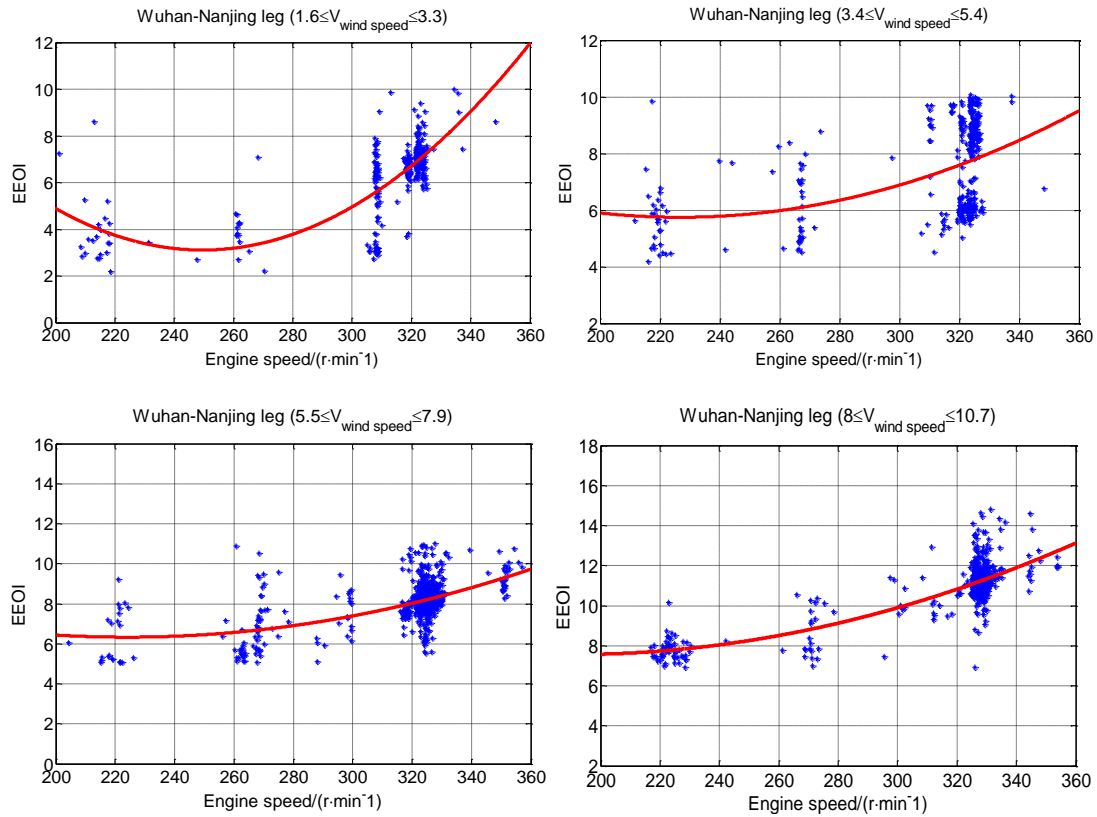 Wuhan-Nanjing leg (1.6≤V wind speed≤3.3)
12
10
8
6
4
2
0
EEOI
200 220 240 260 280 300 320 340 360
Engine speed/(r·min-1)
Wuhan-Nanjing leg (3.4≤V wind speed≤5.4)
12
10
8
6
4
2
EEOI
200 220 240 260 280 300 320 340 360
Engine speed/(r·min-1)
Wuhan-Nanjing leg (5.5≤V wind speed≤7.9)
16
14
12
10
8
6
4
2
0
EEOI
200 220 240 260 280 300 320 340 360
Engine speed/(r·min-1)
Wuhan-Nanjing leg (8≤V wind speed≤10.7)
18
16
14
12
10
8
6
4
2
EEOI
200 220 240 260 280 300 320 340 360
Engine speed/(r·min-1)